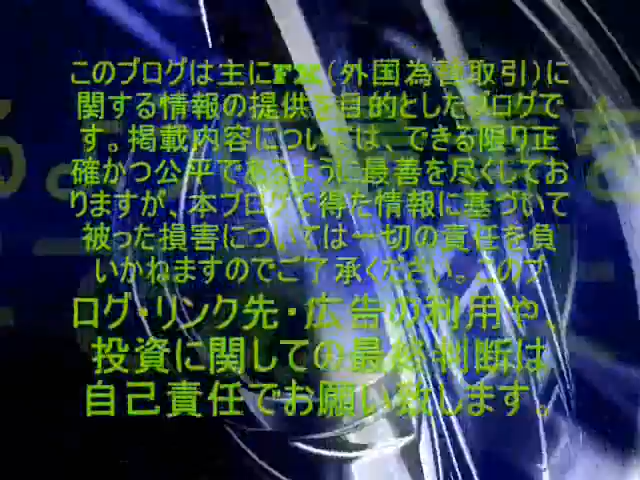 このブログは主にFX(外国為替取引)に
関する情報の提供を目的としたブログで
す。掲載内容については、できる限り正
確かつ公平であるように最善を尽くしてお
りますが、本ブログで得た情報に基づいて
被った損害については一切の責任を負
いかねますのでご了承ください。このブ
ログ・リンク先・広告の利用や、
投資に関しての最終判断は
自己責任でお願い致します。